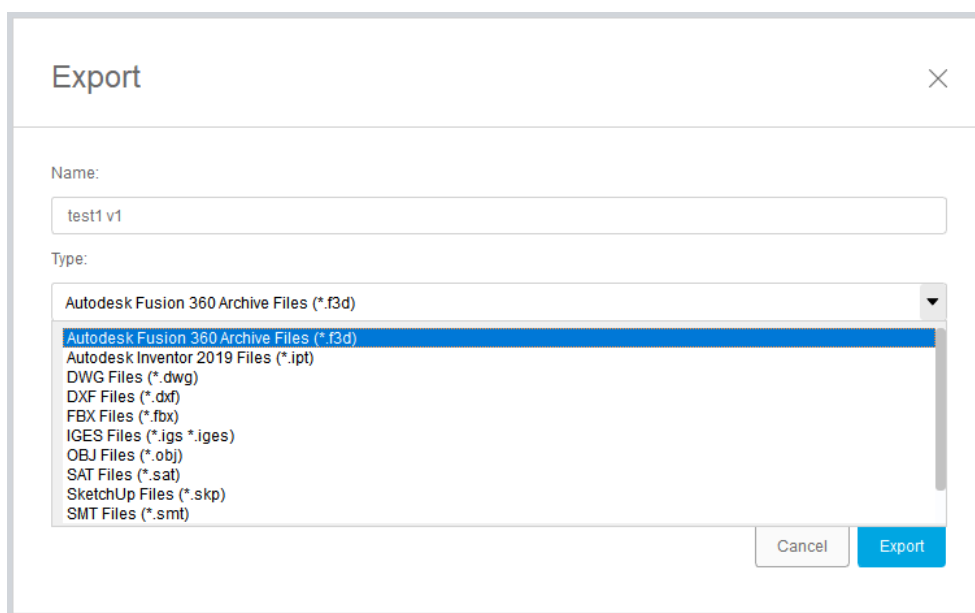 Export
Name:
test1 v1
Type:
Autodesk Fusion 360 Archive Files (*.f3d)
Autodesk Fusion 360 Archive Files (*.f3d)
Autodesk Inventor 2019 Files (*.ipt)
DWG Files (*.dwg)
DXF Files (*.dxf)
FBX Files (*.fbx)
IGES Files (*.igs *.iges)
OBJ Files (*.obj)
SAT Files (*.sat)
SketchUp Files (*.skp)
SMT Files (*.smt)
Cancel Export